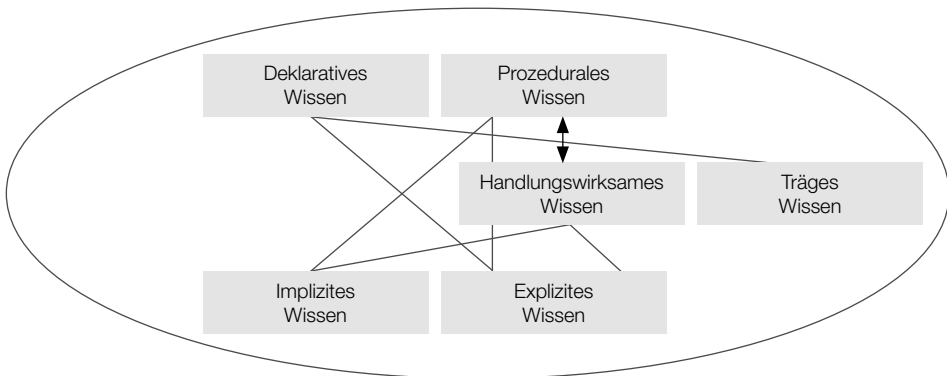 Deklaratives
Wissen
Prozedurales
Wissen
Handlungswirksames
Wissen
Träges
Wissen
Implizites
Wissen
Explizites
Wissen